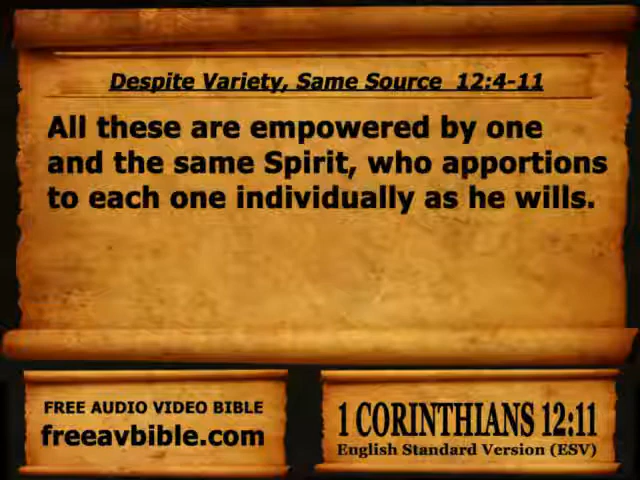 Despite Variety, Same Source 12:4-11
All these are empowered by one
and the same Spirit, who apportions
to each one individually as he wills.
FREE AUDIO VIDEO BIBLE
freeavbible.com
1 CORINTHIANS 12:11
English Standard Version (ESV)